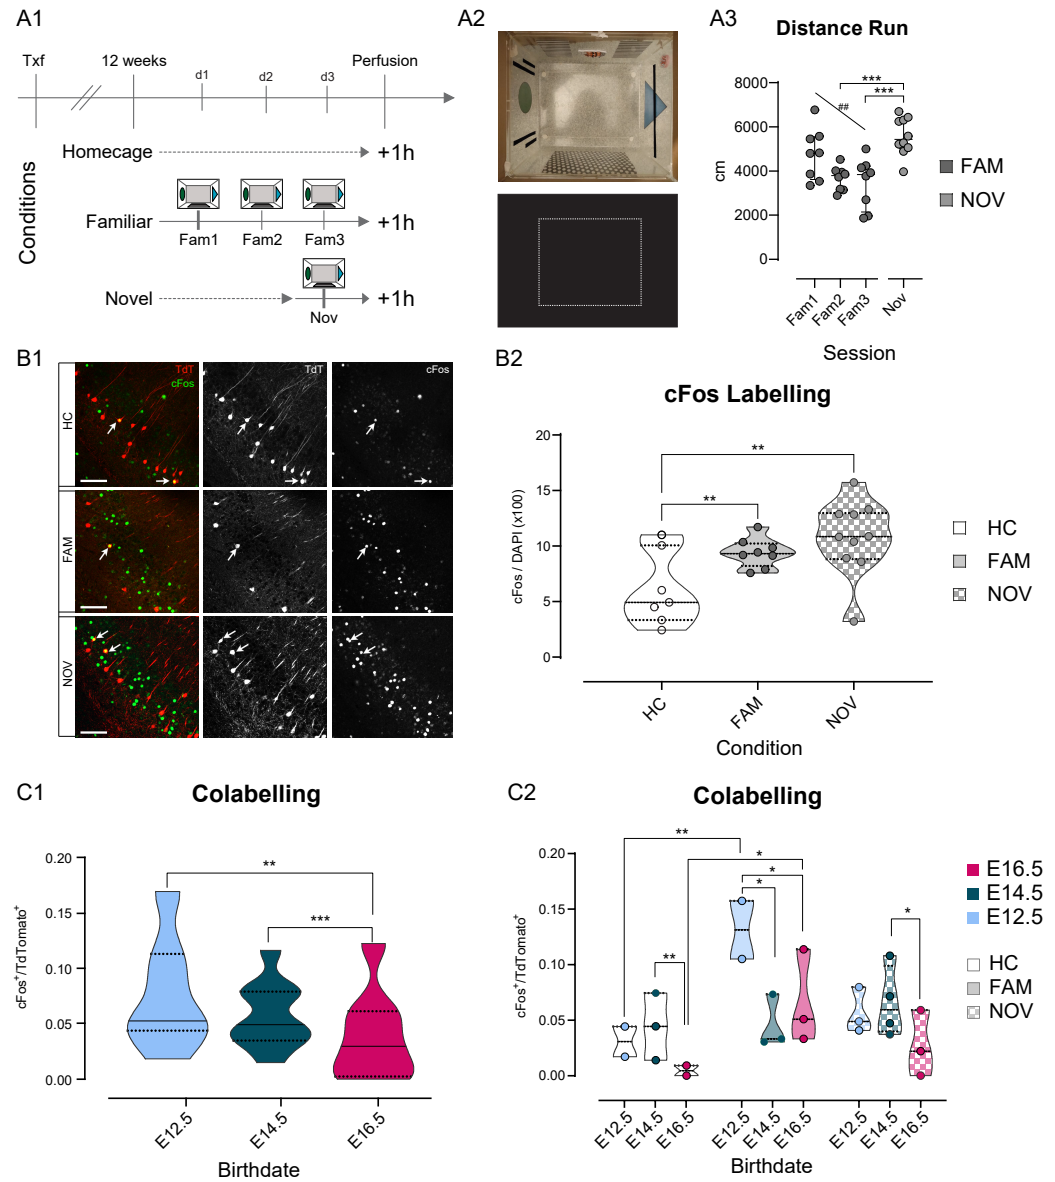 A1
Txf
12 weeks
d1
d2
d3
Perfusion
Conditions
Homecage
+1h
Familiar
Fam1
Fam2
Fam3
+1h
Novel
Nov
+1h
A2
A3
Distance Run
8000
6000
4000
2000
0
cm
***
***
##
FAM
NOV
Fam1
Fam2
Fam3
Nov
Session
B1
TdT
cFos
TdT
cFos
HC
FAM
NOV
B2
cFos Labelling
20
15
10
5
0
cFos / DAPI (x100)
**
**
HC
FAM
NOV
HC
FAM
NOV
Condition
C1
Colabelling
0.20
0.15
0.10
0.05
0.00
cFos⁺/TdTomato⁺
**
***
E12.5
E14.5
E16.5
Birthdate
C2
Colabelling
0.20
0.15
0.10
0.05
0.00
cFos⁺/TdTomato⁺
**
*
*
*
**
*
E16.5
E14.5
E12.5
HC
FAM
NOV
E12.5
E14.5
E16.5
E12.5
E14.5
E16.5
E12.5
E14.5
E16.5
Birthdate